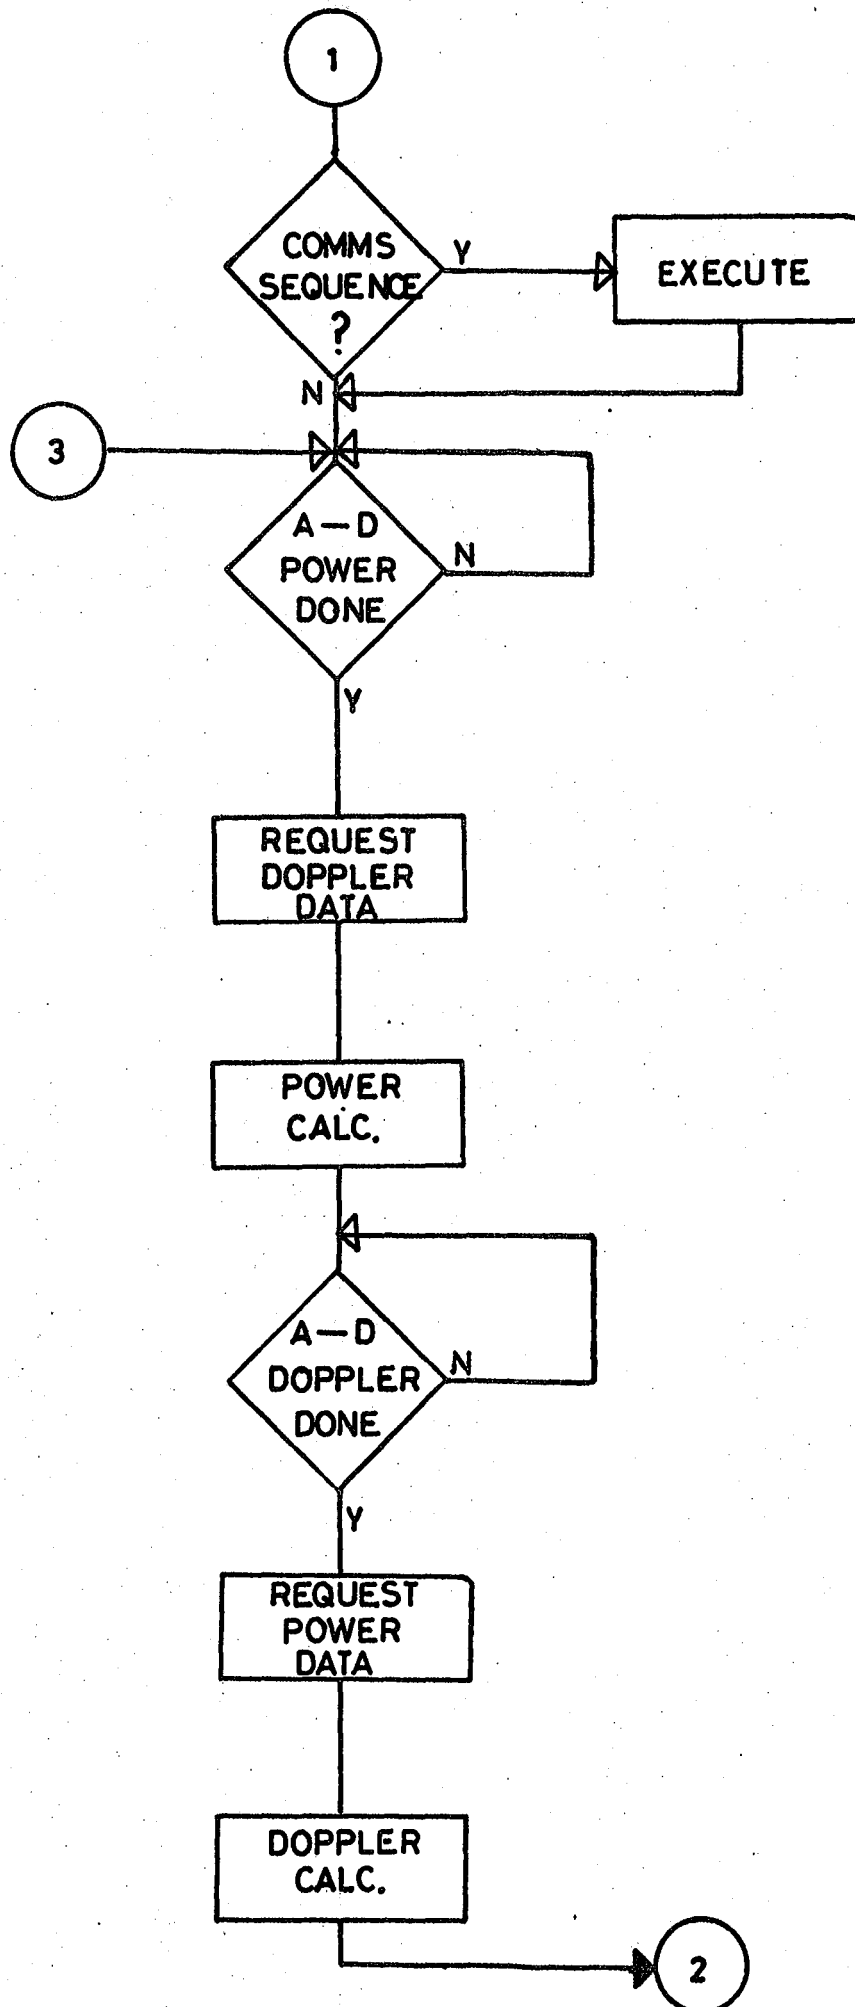 1
COMMS
SEQUENCE
?
Y
EXECUTE
N
3
A—D
POWER
DONE
N
Y
REQUEST
DOPPLER
DATA
POWER
CALC.
A—D
DOPPLER
DONE
N
Y
REQUEST
POWER
DATA
DOPPLER
CALC.
2